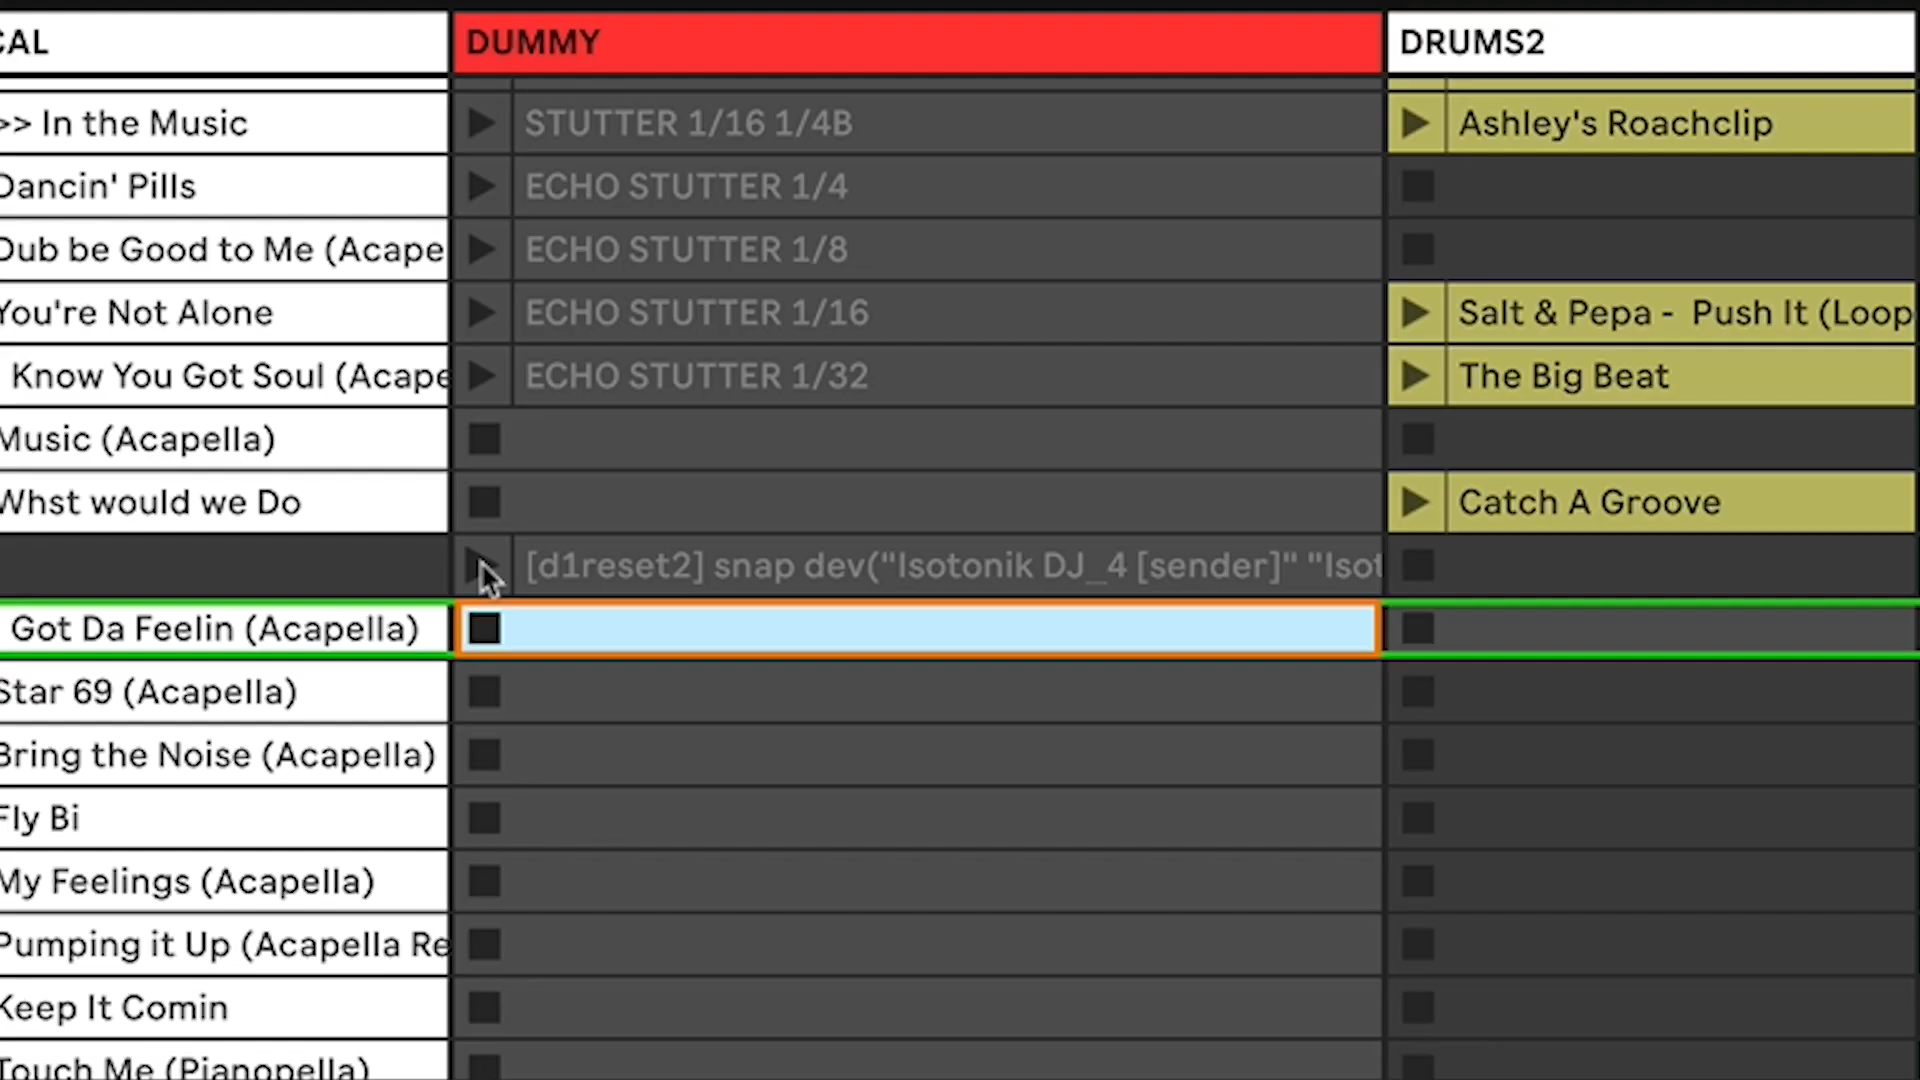 CAL DUMMY DRUMS2
>> In the Music STUTTER 1/16 1/4B Ashley's Roachclip
Dancin' Pills ECHO STUTTER 1/4
Dub be Good to Me (Acape ECHO STUTTER 1/8
You're Not Alone ECHO STUTTER 1/16 Salt & Pepa - Push It (Loop
Know You Got Soul (Acape ECHO STUTTER 1/32 The Big Beat
Music (Acapella)
Whst would we Do Catch A Groove
[d1reset2] snap dev("Isotonik DJ_4 [sender]" "Isot
Got Da Feelin (Acapella)
Star 69 (Acapella)
Bring the Noise (Acapella)
Fly Bi
My Feelings (Acapella)
Pumping it Up (Acapella Re
Keep It Comin
Touch Me (Pianopella)